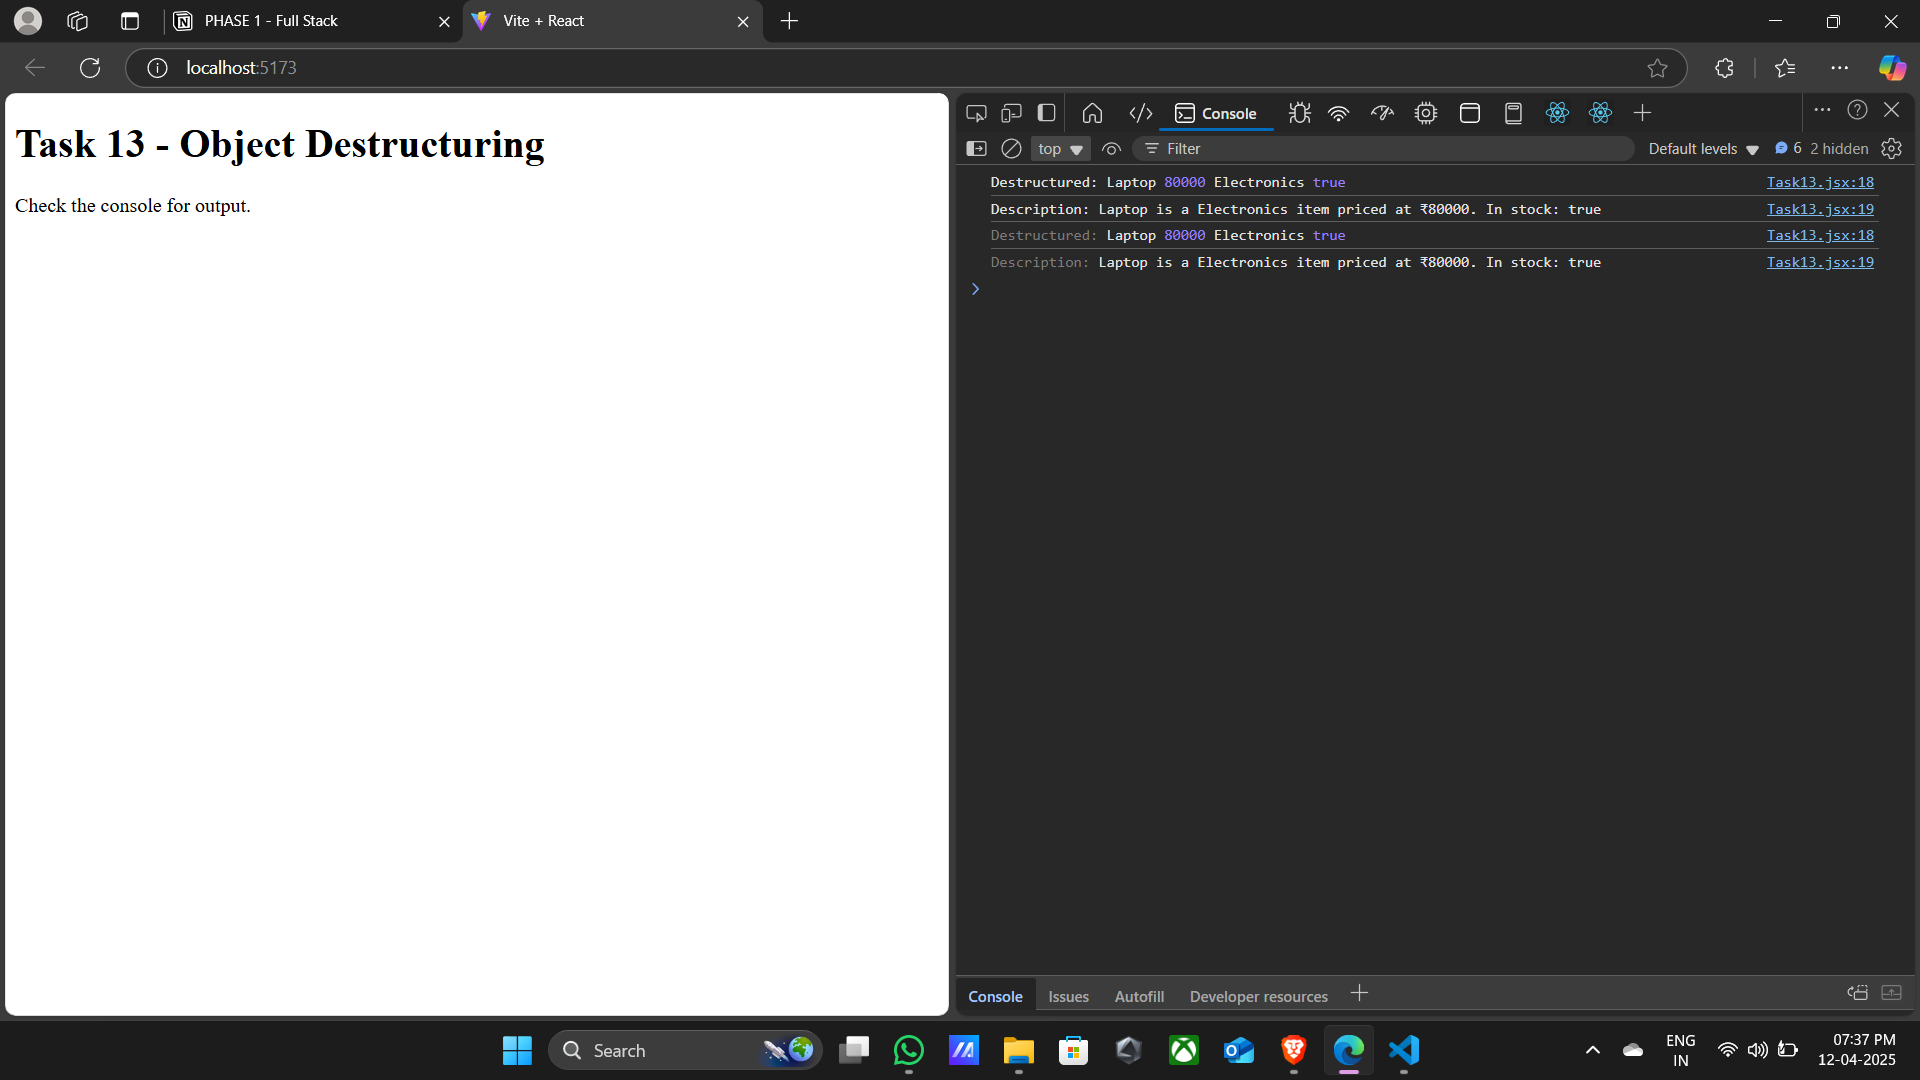 PHASE 1 - Full Stack
Vite + React
localhost:5173
Task 13 - Object Destructuring
Check the console for output.
Console
top
Filter
Default levels
6
2 hidden
Destructured: Laptop 80000 Electronics true Task13.jsx:18
Description: Laptop is a Electronics item priced at ₹80000. In stock: true Task13.jsx:19
Destructured: Laptop 80000 Electronics true Task13.jsx:18
Description: Laptop is a Electronics item priced at ₹80000. In stock: true Task13.jsx:19
Console Issues Autofill Developer resources
Search
ENG
IN
07:37 PM
12-04-2025